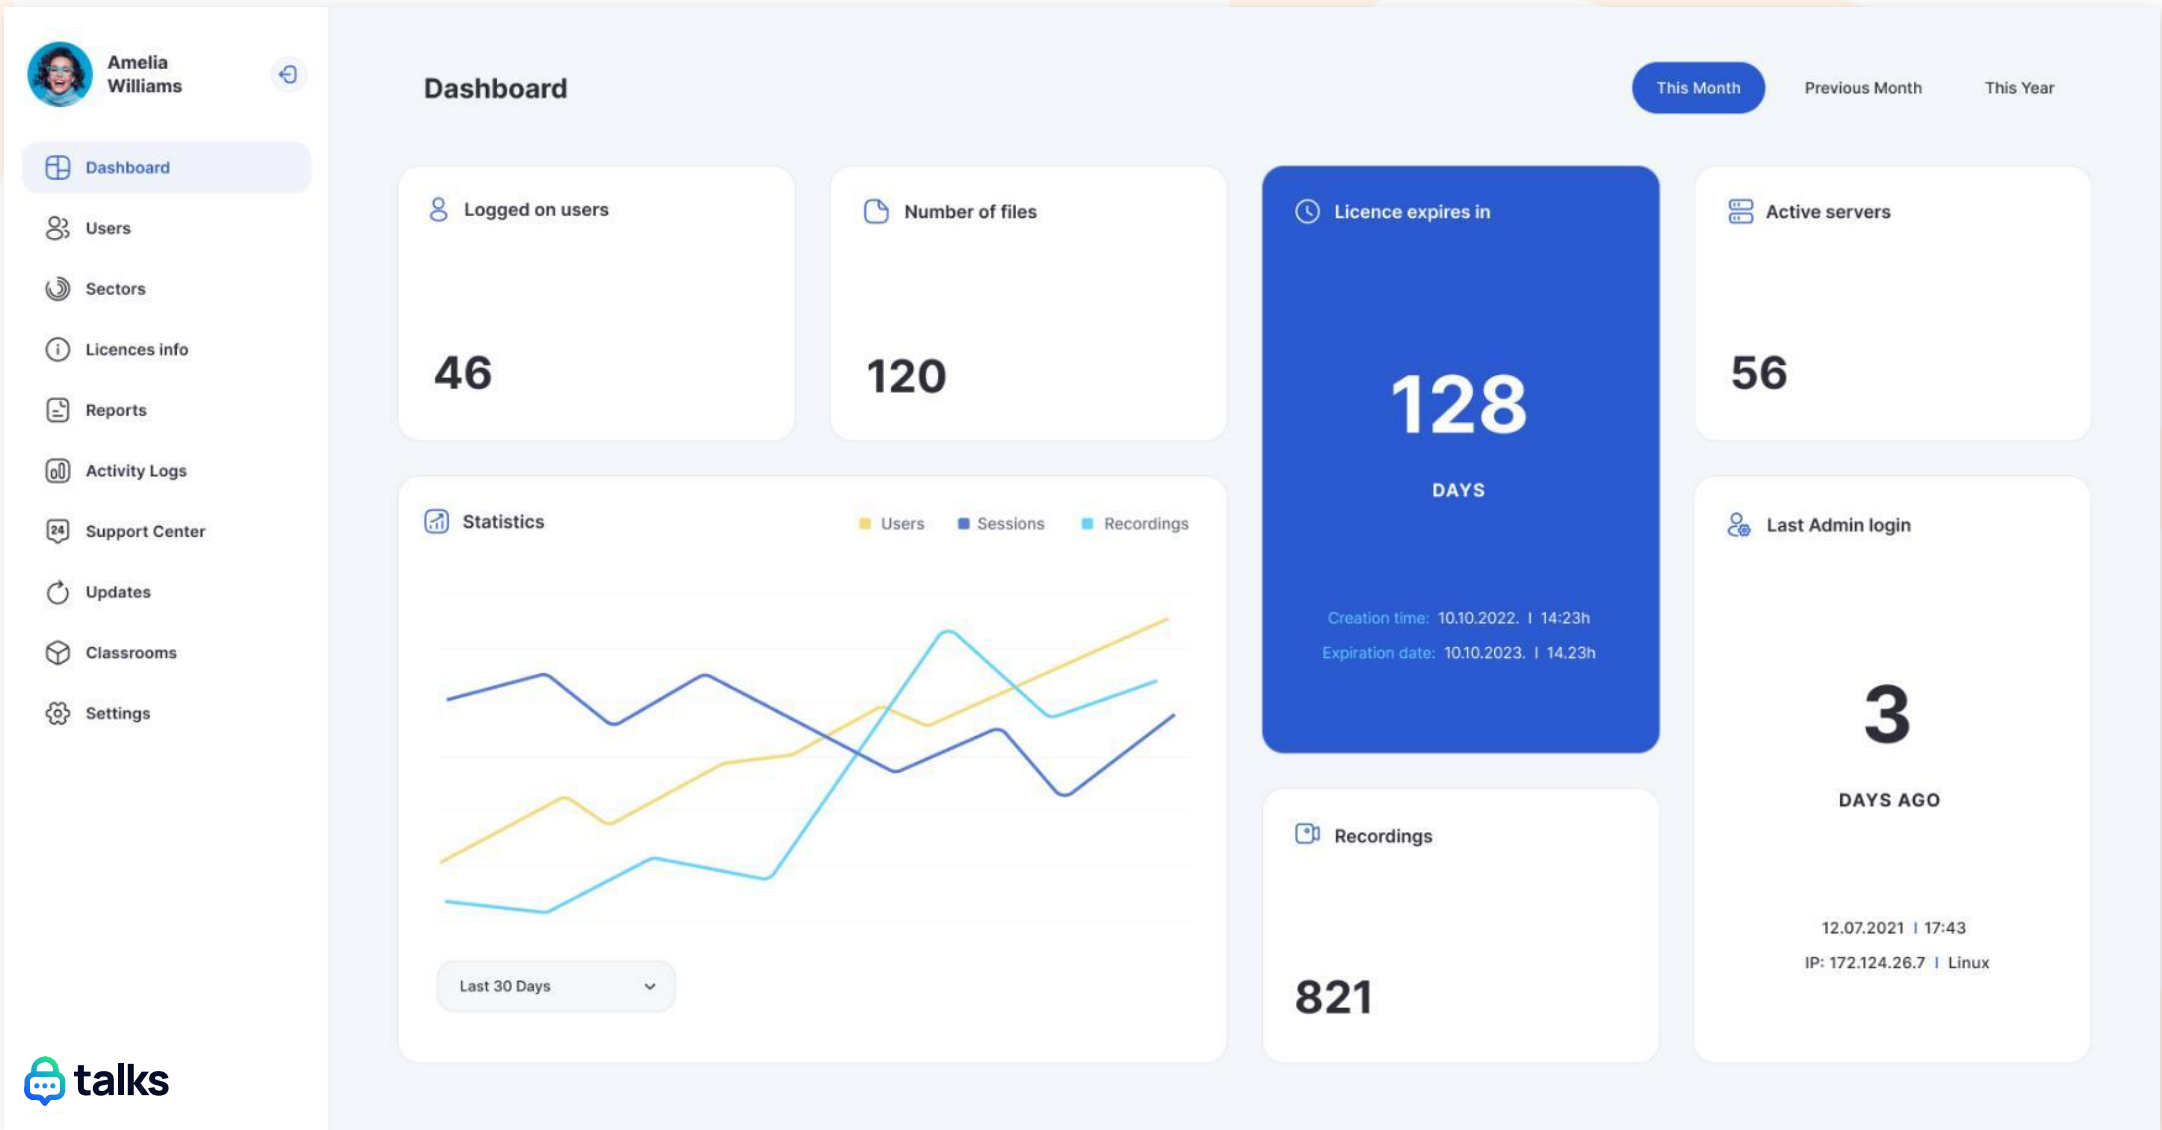 Amelia
Williams
Dashboard
Users
Sectors
Licences info
Reports
Activity Logs
24
Support Center
Updates
Classrooms
Settings
talks
Dashboard
This Month
Previous Month
This Year
Logged on users
46
Number of files
120
Licence expires in
128
DAYS
Creation time: 10.10.2022. I 14:23h
Expiration date: 10.10.2023. I 14.23h
Active servers
56
Statistics
Users
Sessions
Recordings
Last 30 Days
Recordings
821
Last Admin login
3
DAYS AGO
12.07.2021 I 17:43
IP: 172.124.26.7 I Linux